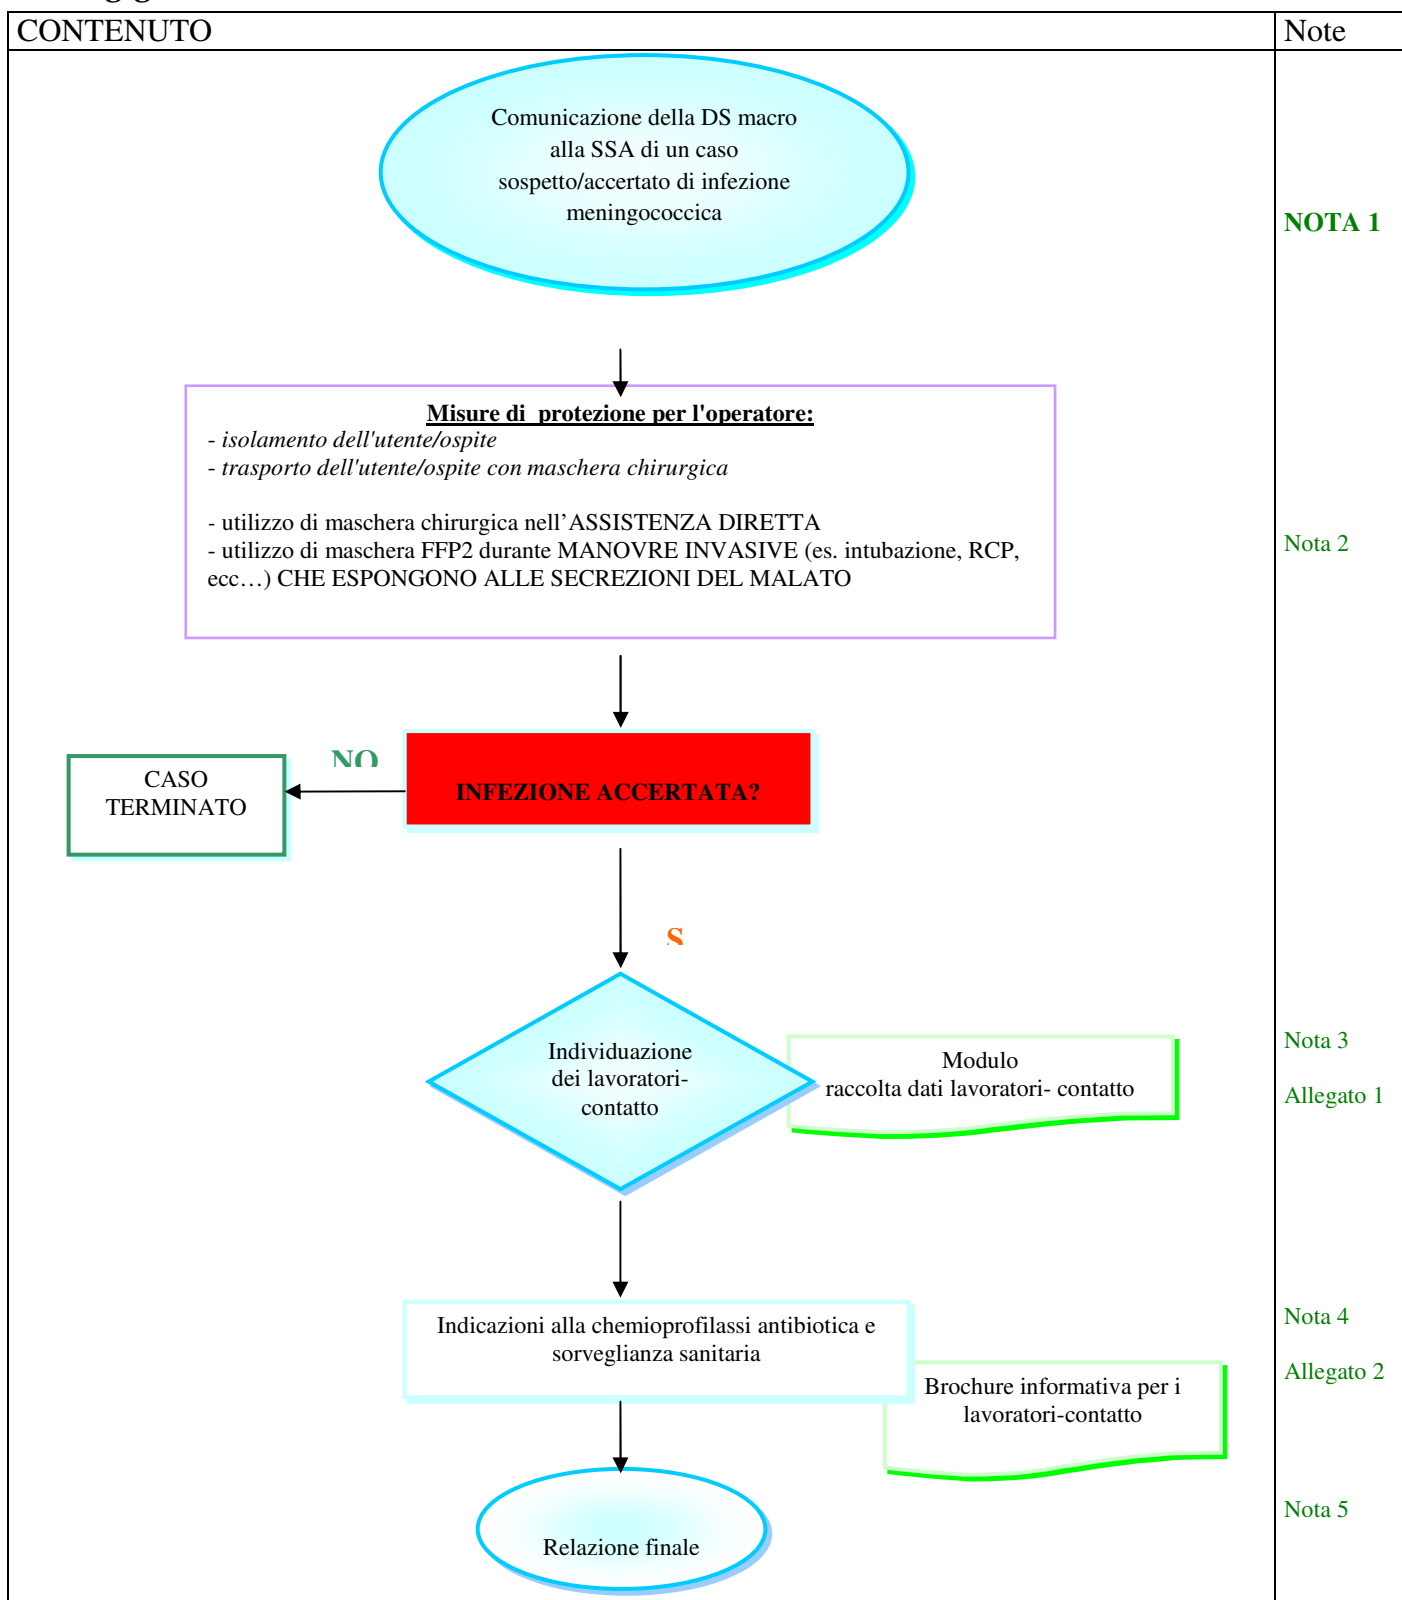 CONTENUTO
Note
Comunicazione della DS macro
alla SSA di un caso
sospetto/accertato di infezione
meningococcica
NOTA 1
Misure di protezione per l'operatore:
- isolamento dell'utente/ospite
- trasporto dell'utente/ospite con maschera chirurgica
- utilizzo di maschera chirurgica nell'ASSISTENZA DIRETTA
- utilizzo di maschera FFP2 durante MANOVRE INVASIVE (es. intubazione, RCP,
ecc…) CHE ESPONGONO ALLE SECREZIONI DEL MALATO
Nota 2
NO
CASO
TERMINATO
INFEZIONE ACCERTATA?
S
Individuazione
dei lavoratori-
contatto
Modulo
raccolta dati lavoratori- contatto
Nota 3
Allegato 1
Indicazioni alla chemioprofilassi antibiotica e
sorveglianza sanitaria
Nota 4
Allegato 2
Brochure informativa per i
lavoratori-contatto
Relazione finale
Nota 5